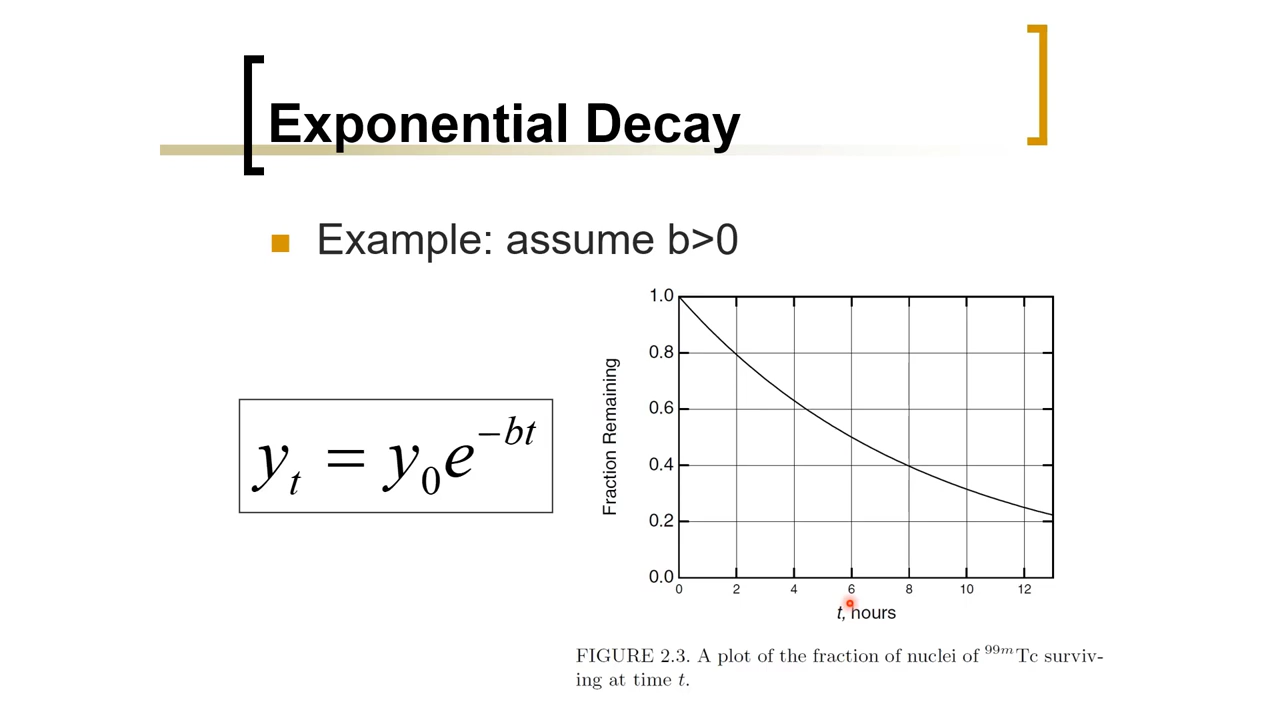 Exponential Decay
Example: assume b>0
y_t = y_0 e^{-bt}
1.0
0.8
0.6
0.4
0.2
0.0
Fraction Remaining
0 2 4 6 8 10 12
t, hours
FIGURE 2.3. A plot of the fraction of nuclei of ⁹⁹ᵐTc surviv-
ing at time t.